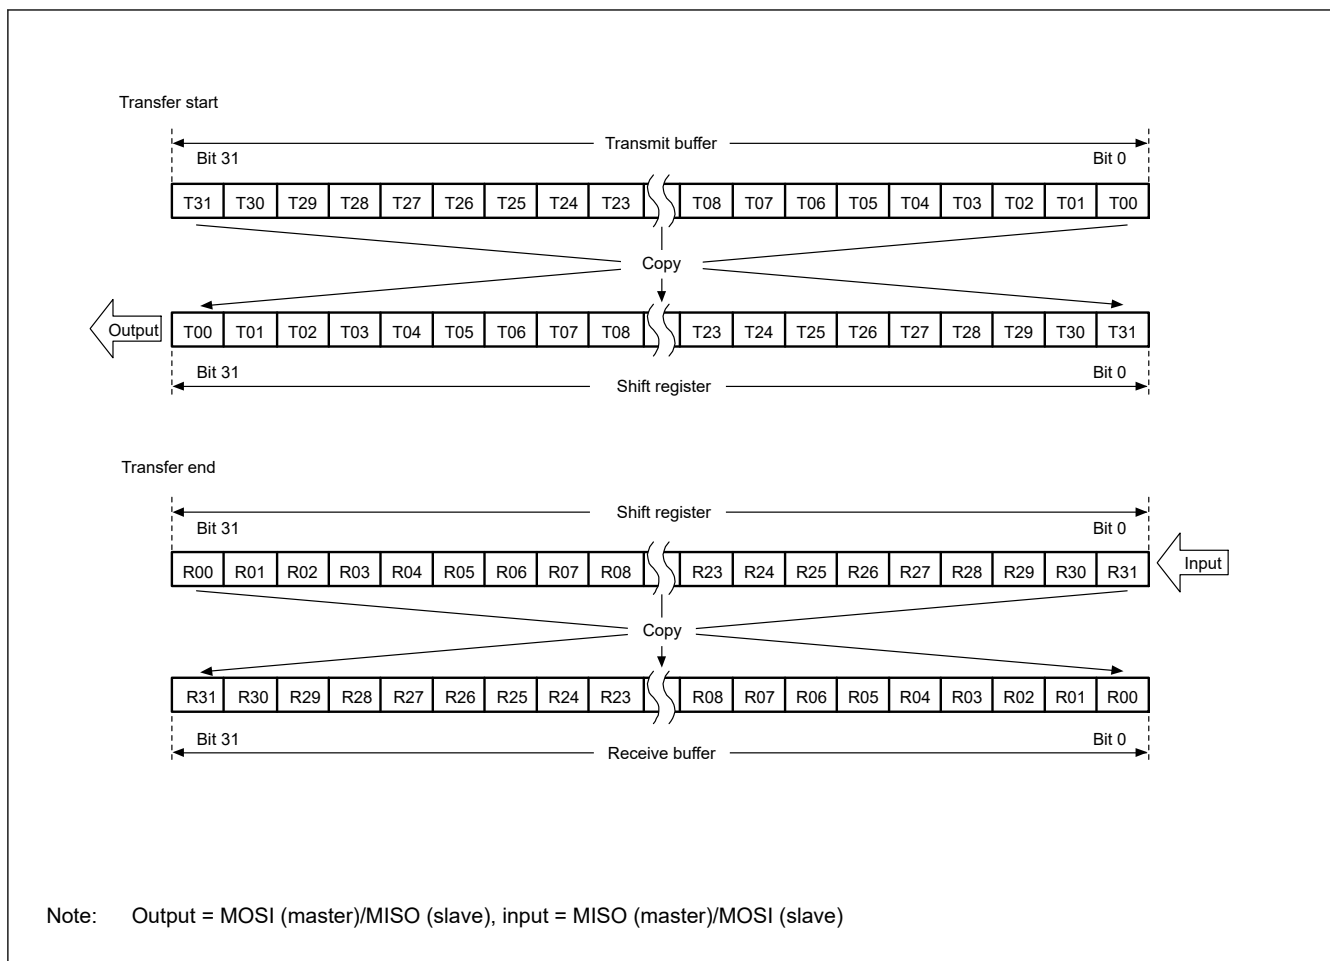 Transfer start
Transmit buffer
Bit 31 Bit 0
T31 T30 T29 T28 T27 T26 T25 T24 T23 T08 T07 T06 T05 T04 T03 T02 T01 T00
Copy
Output T00 T01 T02 T03 T04 T05 T06 T07 T08 T23 T24 T25 T26 T27 T28 T29 T30 T31
Bit 31 Bit 0
Shift register
Transfer end
Shift register
Bit 31 Bit 0
R00 R01 R02 R03 R04 R05 R06 R07 R08 R23 R24 R25 R26 R27 R28 R29 R30 R31 Input
Copy
R31 R30 R29 R28 R27 R26 R25 R24 R23 R08 R07 R06 R05 R04 R03 R02 R01 R00
Bit 31 Bit 0
Receive buffer
Note: Output = MOSI (master)/MISO (slave), input = MISO (master)/MOSI (slave)